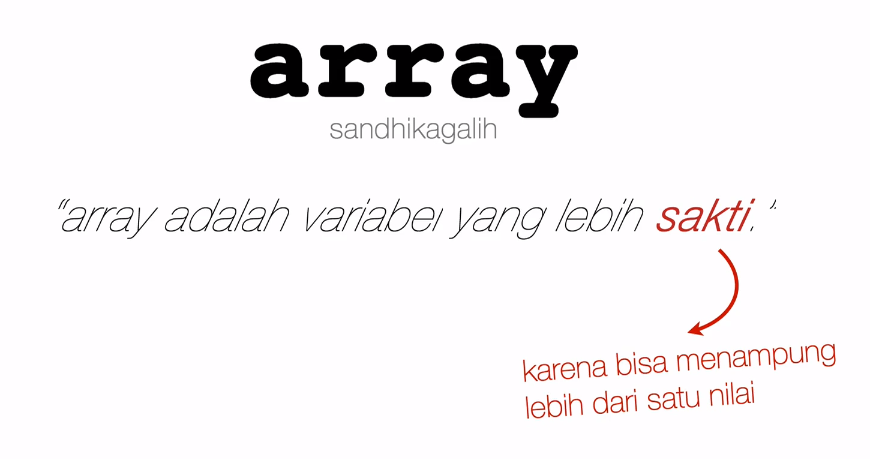 array
sandhikagalih
“array adalah variabel yang lebih sakti.”
karena bisa menampung
lebih dari satu nilai